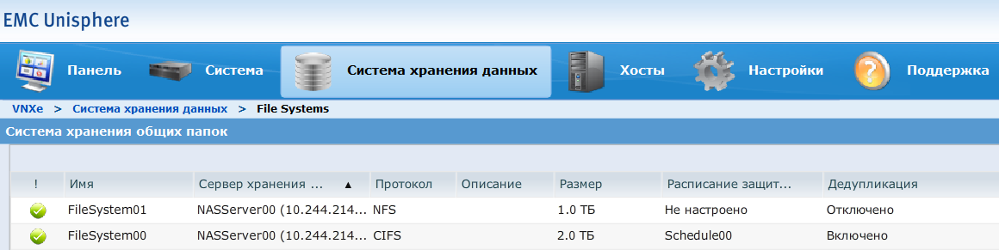 EMC Unisphere
Панель Система Система хранения данных Хосты Настройки Поддержка
VNXe > Система хранения данных > File Systems
Система хранения общих папок
! Имя Сервер хранения ... ▲ Протокол Описание Размер Расписание защит... Дедупликация
FileSystem01 NASServer00 (10.244.214... NFS 1.0 ТБ Не настроено Отключено
FileSystem00 NASServer00 (10.244.214... CIFS 2.0 ТБ Schedule00 Включено